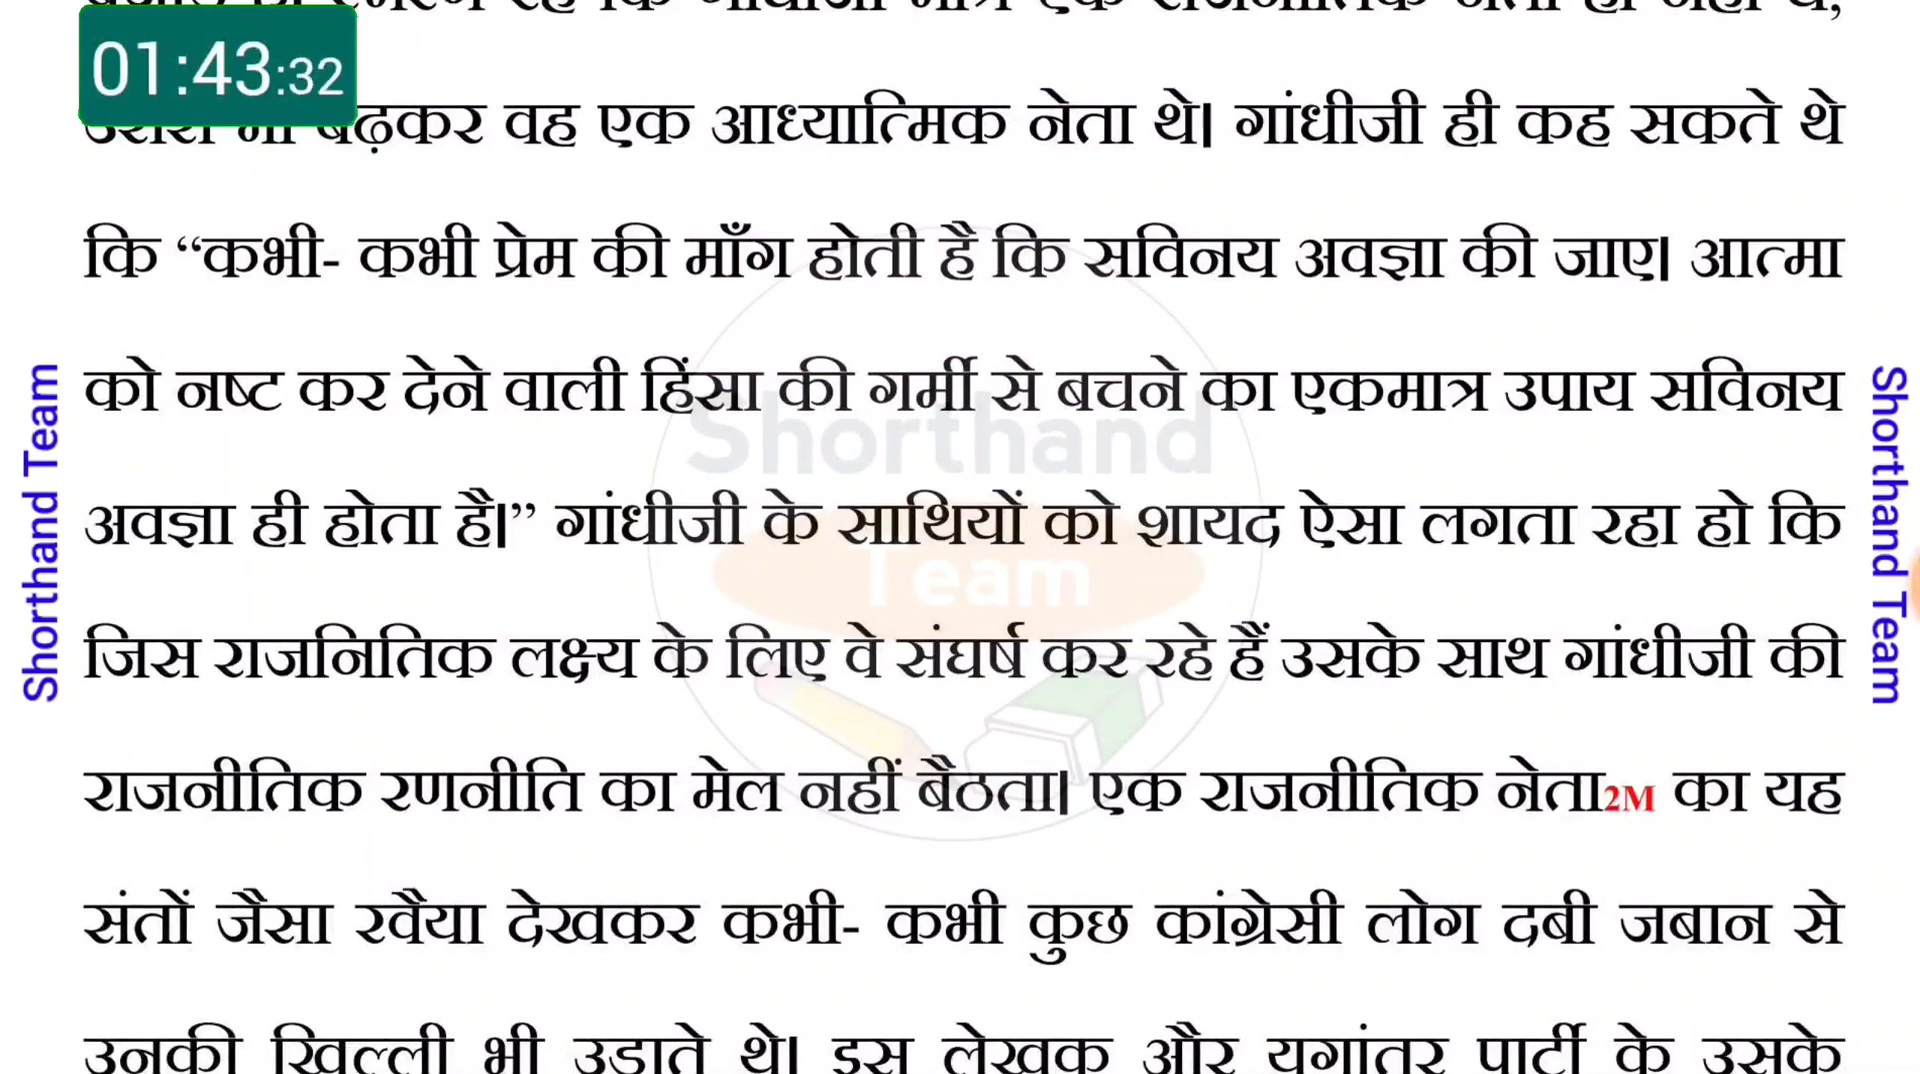 01:43:32
बढ़कर वह एक आध्यात्मिक नेता थे। गांधीजी ही कह सकते थे
कि “कभी- कभी प्रेम की माँग होती है कि सविनय अवज्ञा की जाए। आत्मा
को नष्ट कर देने वाली हिंसा की गर्मी से बचने का एकमात्र उपाय सविनय
अवज्ञा ही होता है।” गांधीजी के साथियों को शायद ऐसा लगता रहा हो कि
जिस राजनितिक लक्ष्य के लिए वे संघर्ष कर रहे हैं उसके साथ गांधीजी की
राजनीतिक रणनीति का मेल नहीं बैठता। एक राजनीतिक नेता2M का यह
संतों जैसा रवैया देखकर कभी- कभी कुछ कांग्रेसी लोग दबी जबान से
उनकी खिल्ली भी उडाते थे। इस लेखक और युगांतर पार्टी के उसके
Shorthand Team
Shorthand Team
Shorthand
Team